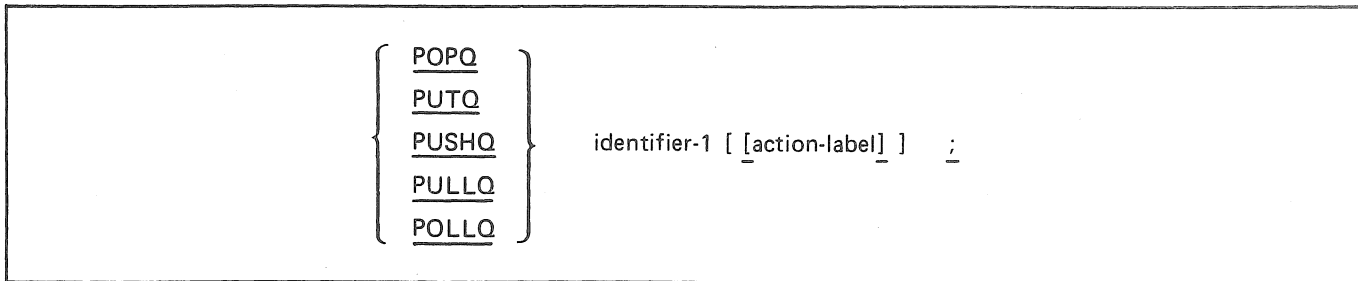 POPQ
PUTQ
PUSHQ identifier-1 [ [action-label] ] ;
PULLQ
POLLQ